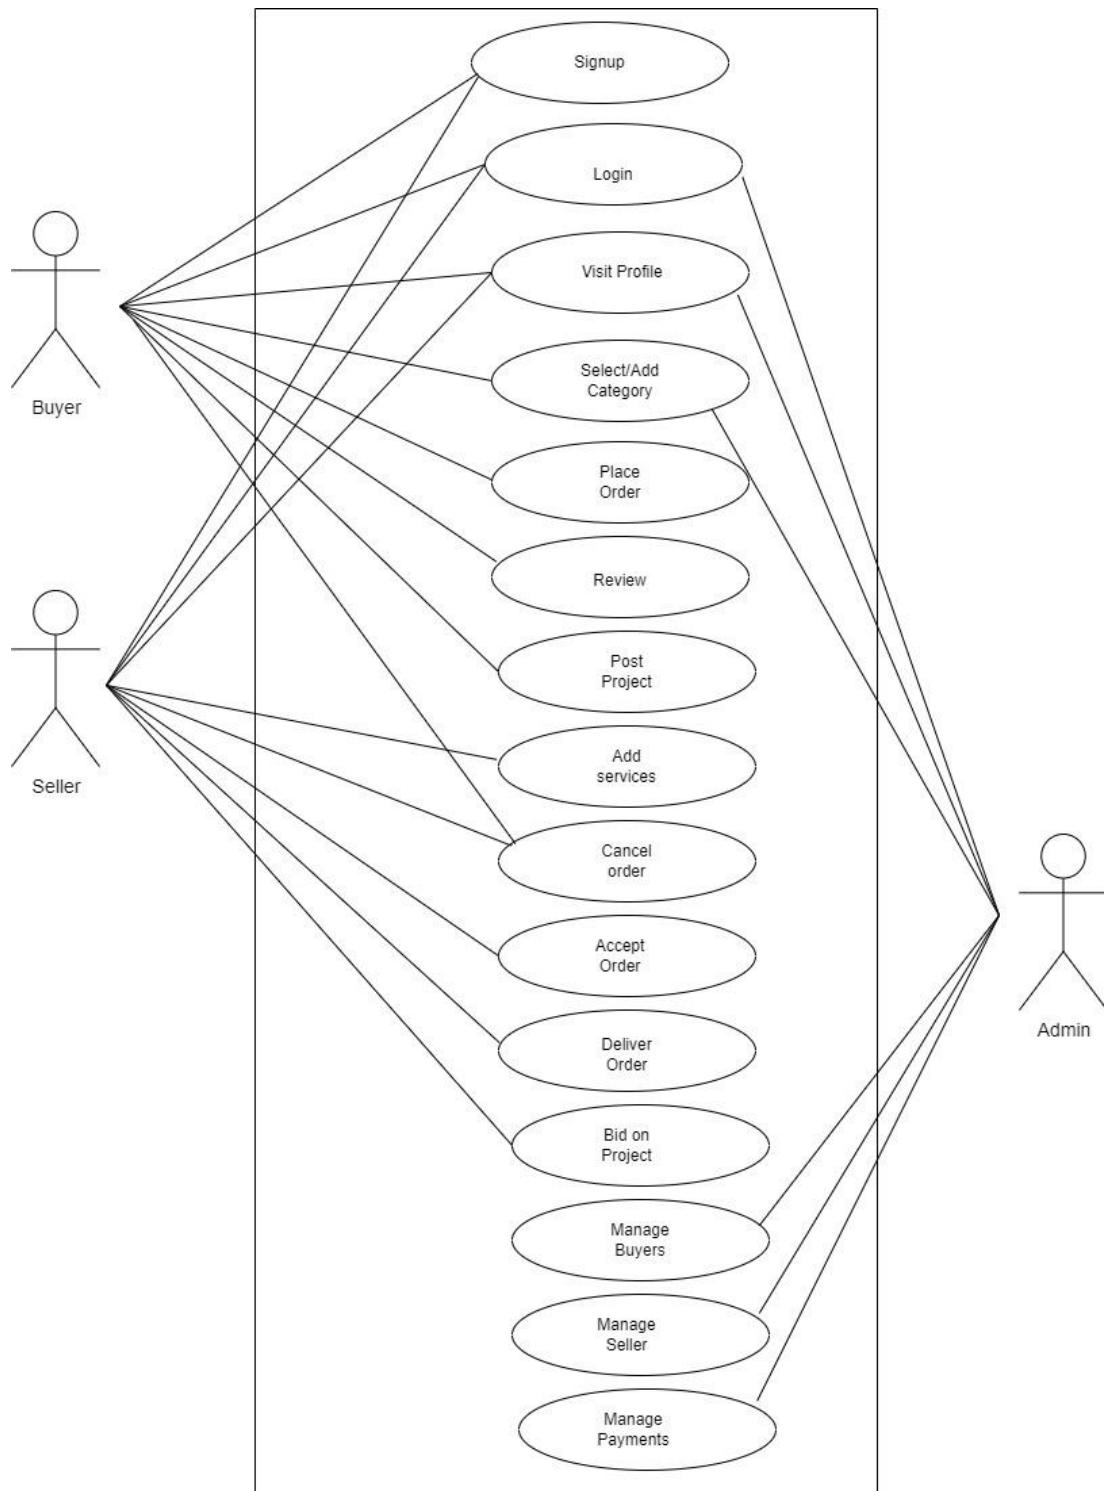 Signup
Login
Visit Profile
Select/Add
Category
Place
Order
Review
Post
Project
Add
services
Cancel
order
Accept
Order
Deliver
Order
Bid on
Project
Manage
Buyers
Manage
Seller
Manage
Payments
Buyer
Seller
Admin